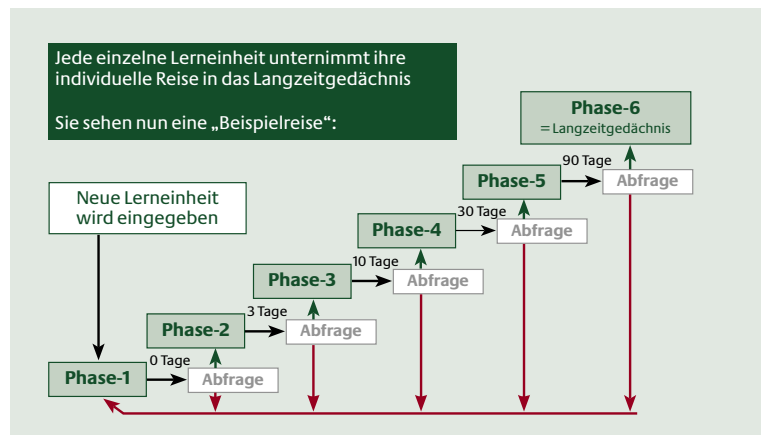 Jede einzelne Lerneinheit unternimmt ihre
individuelle Reise in das Langzeitgedächnis
Sie sehen nun eine „Beispielreise“:
Phase-6
= Langzeitgedächnis
90 Tage
Phase-5
Abfrage
Neue Lerneinheit
wird eingegeben
30 Tage
Phase-4
Abfrage
10 Tage
Phase-3
Abfrage
3 Tage
Phase-2
Abfrage
0 Tage
Phase-1
Abfrage